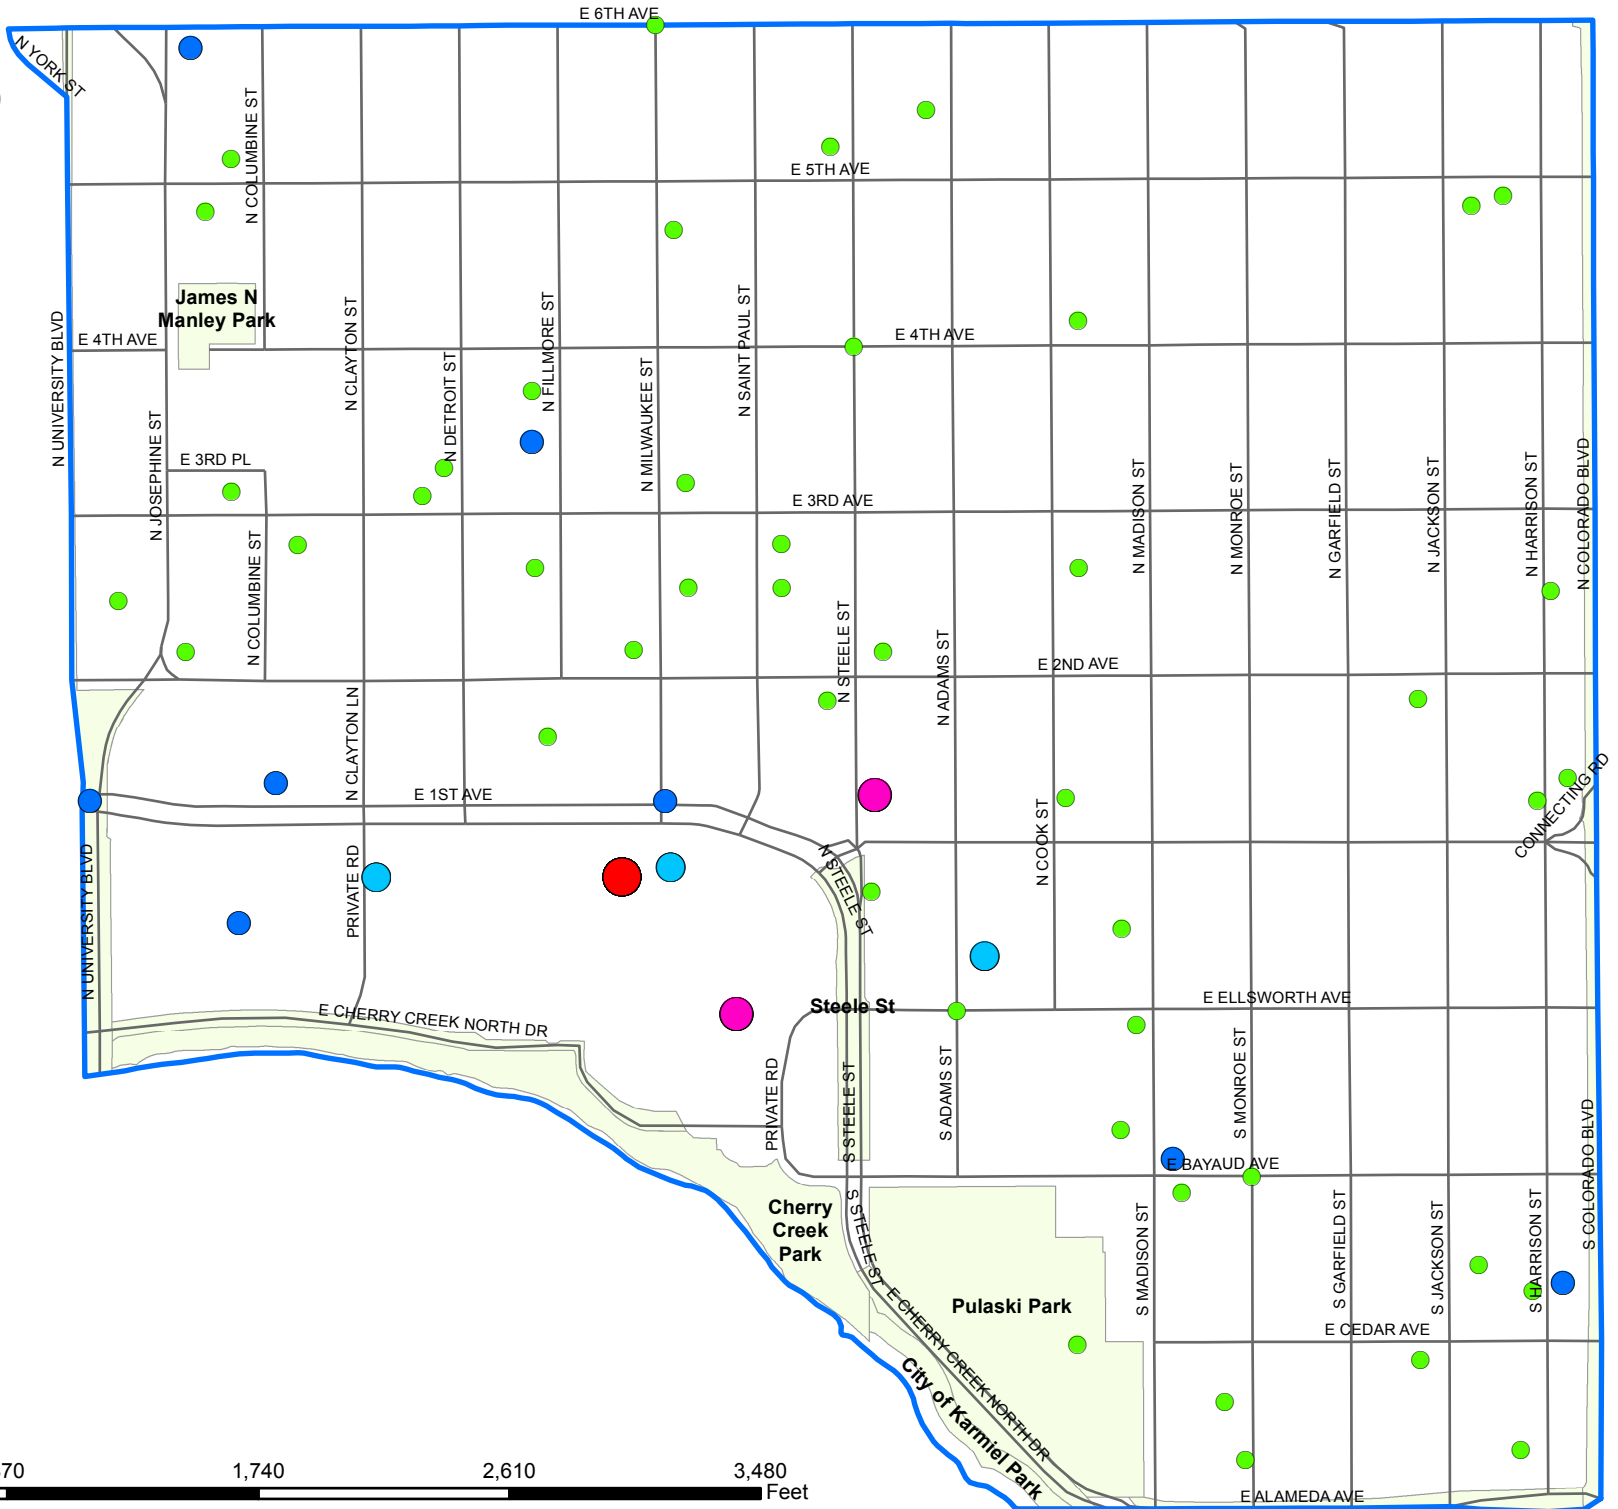 E 6TH AVE
N YORK ST
N COLUMBINE ST
E 5TH AVE
James N
Manley Park
E 4TH AVE
E 4TH AVE
N UNIVERSITY BLVD
N CLAYTON ST
N FILLMORE ST
N SAINT PAUL ST
N DETROIT ST
N MILWAUKEE ST
N JOSEPHINE ST
E 3RD PL
E 3RD AVE
N MADISON ST
N MONROE ST
N GARFIELD ST
N JACKSON ST
N HARRISON ST
N COLORADO BLVD
N COLUMBINE ST
N STEELE ST
N ADAMS ST
E 2ND AVE
N CLAYTON LN
E 1ST AVE
CONNECTING RD
N COOK ST
N UNIVERSITY BLVD
PRIVATE RD
N STEELE ST
Steele St
E ELLSWORTH AVE
E CHERRY CREEK NORTH DR
PRIVATE RD
S STEELE ST
S ADAMS ST
S MONROE ST
S COLORADO BLVD
E BAYAUD AVE
Cherry
Creek
Park
S STEELE ST
S MADISON ST
S GARFIELD ST
S JACKSON ST
S HARRISON ST
Pulaski Park
E CHERRY CREEK NORTH DR
E CEDAR AVE
City of Karmiel Park
E ALAMEDA AVE
70
1,740
2,610
3,480
Feet